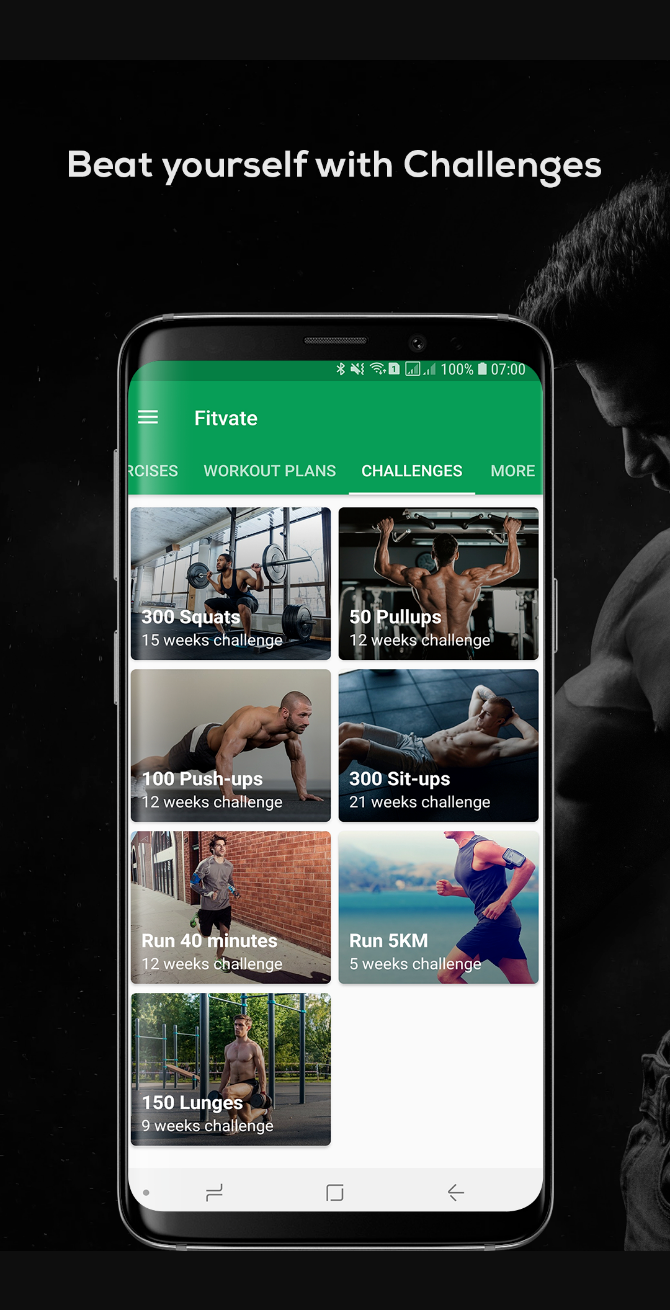 Beat yourself with Challenges
1 100% 07:00
Fitvate
RCISES WORKOUT PLANS CHALLENGES MORE
300 Squats
15 weeks challenge
50 Pullups
12 weeks challenge
100 Push-ups
12 weeks challenge
300 Sit-ups
21 weeks challenge
Run 40 minutes
12 weeks challenge
Run 5KM
5 weeks challenge
150 Lunges
9 weeks challenge